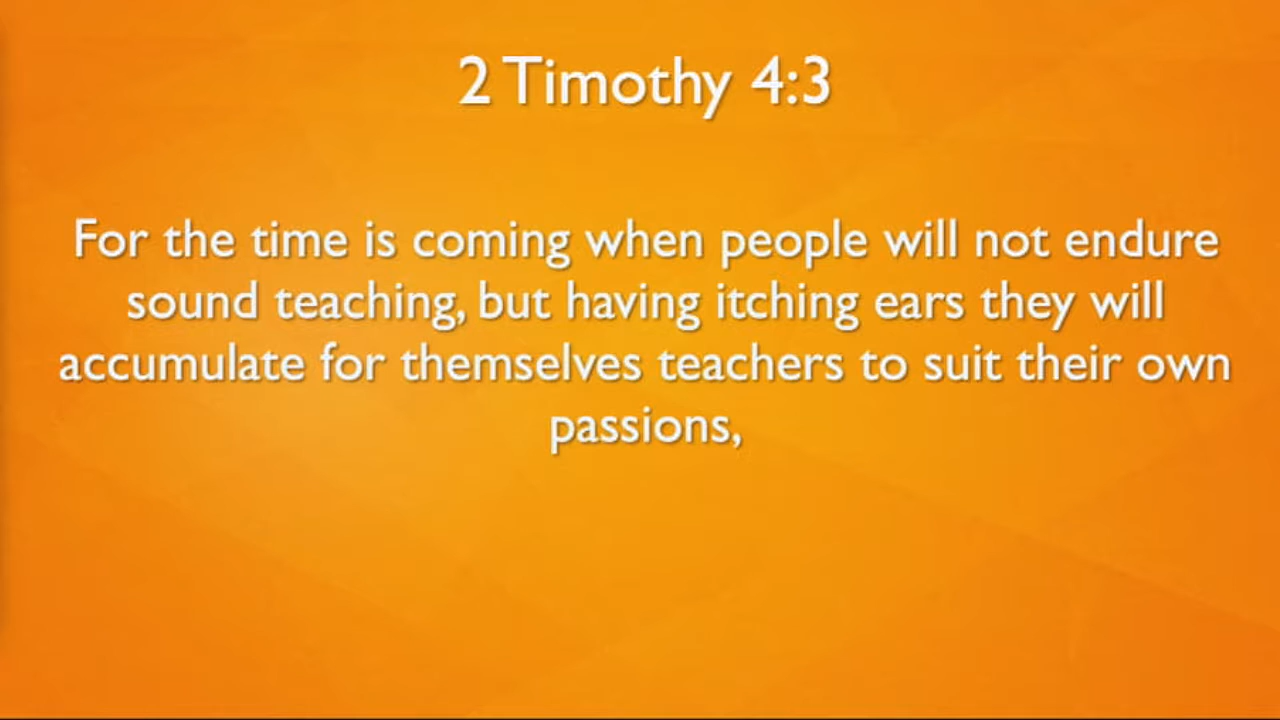 2 Timothy 4:3
For the time is coming when people will not endure
sound teaching, but having itching ears they will
accumulate for themselves teachers to suit their own
passions,